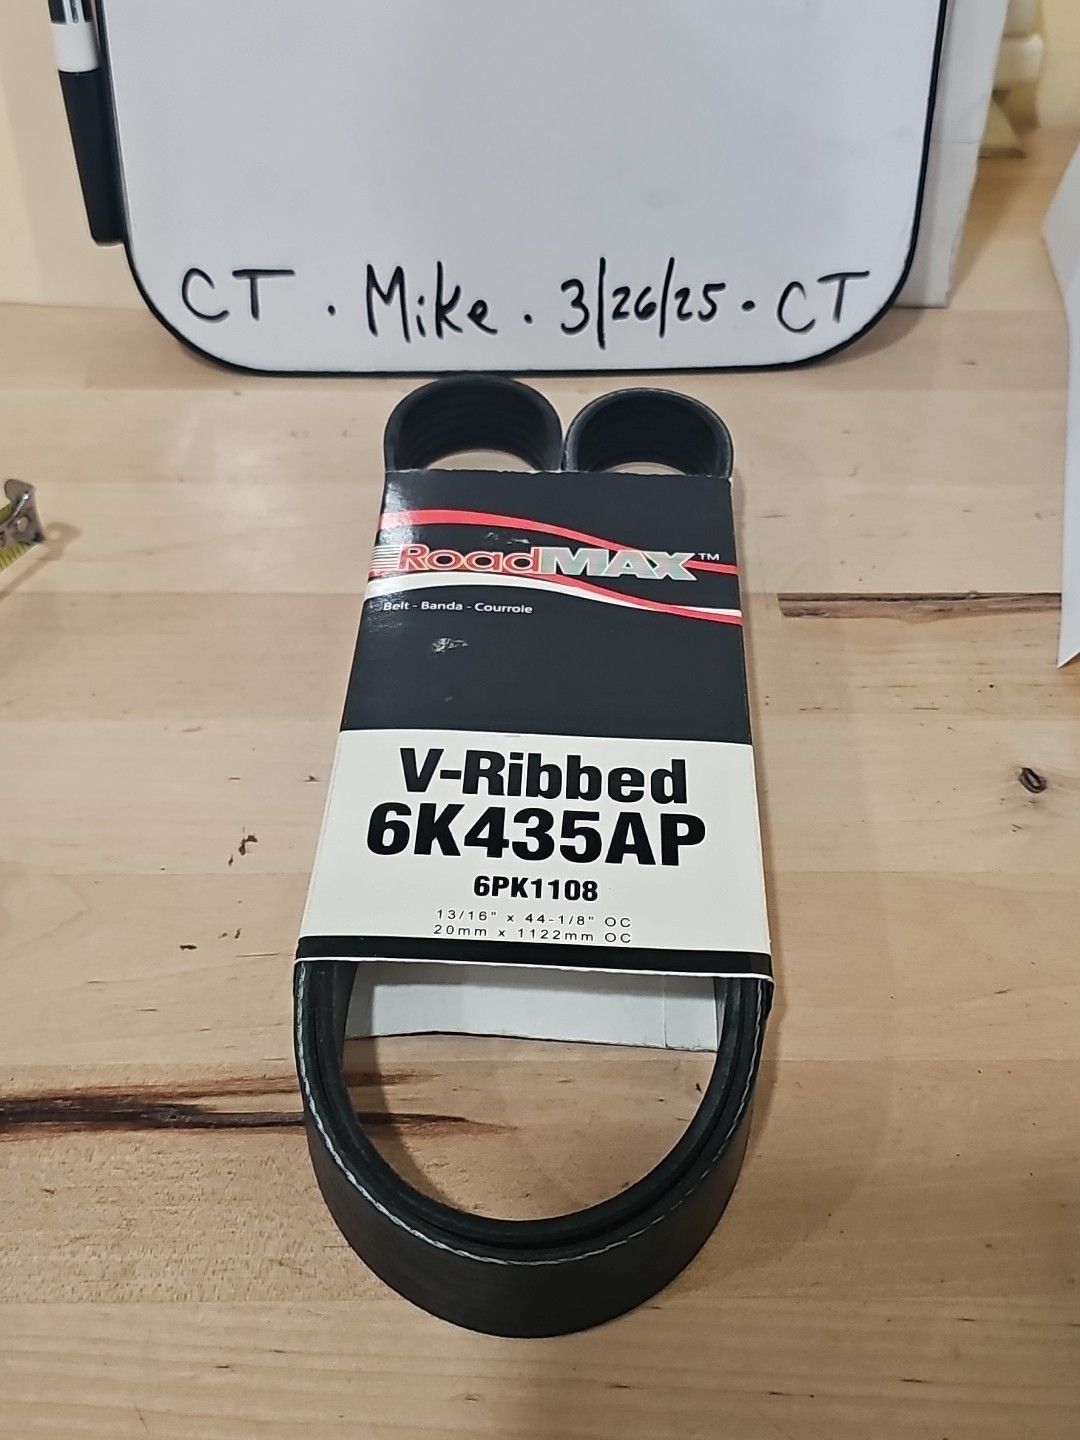 CT . Mike . 3/26/25 . CT
RoadMAX™
Belt - Banda - Courroie
V-Ribbed
6K435AP
6PK1108
13/16" x 44-1/8" OC
20mm x 1122mm OC